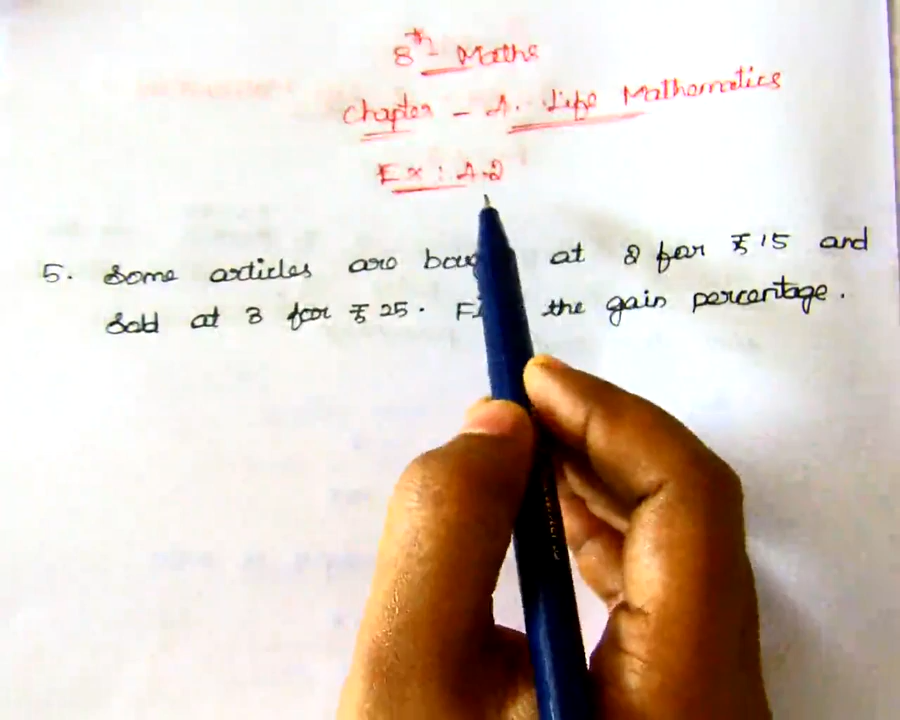 8th Maths
Chapter - 4. Life Mathematics
Ex: 4.2
5. Some articles are at 2 for ₹15 and
Sold at 3 for ₹25. the gain percentage.